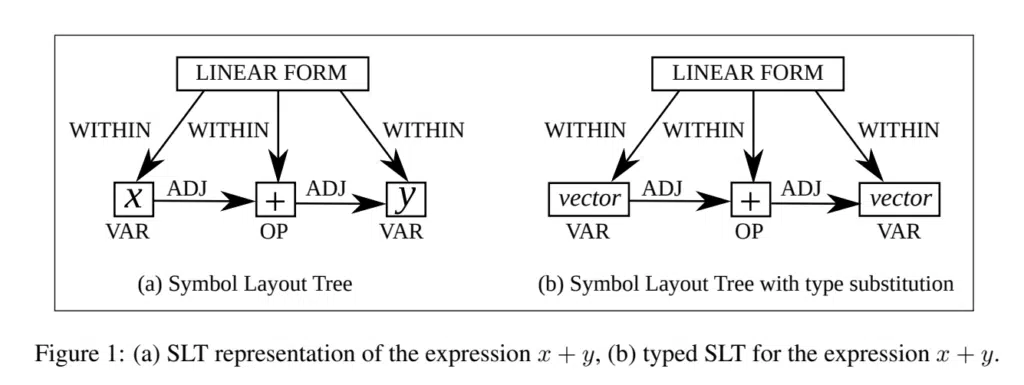 LINEAR FORM LINEAR FORM
WITHIN WITHIN WITHIN WITHIN WITHIN WITHIN
x ADJ + ADJ y vector ADJ + ADJ vector
VAR OP VAR VAR OP VAR
(a) Symbol Layout Tree (b) Symbol Layout Tree with type substitution
Figure 1: (a) SLT representation of the expression x + y, (b) typed SLT for the expression x + y.